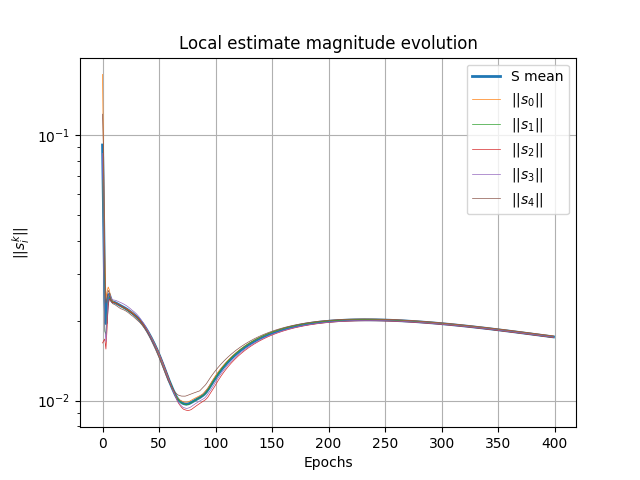 Local estimate magnitude evolution
S mean
||s₀||
||s₁||
||s₂||
||s₃||
||s₄||
10⁻¹
10⁻²
||sᵢᵏ||
0 50 100 150 200 250 300 350 400
Epochs